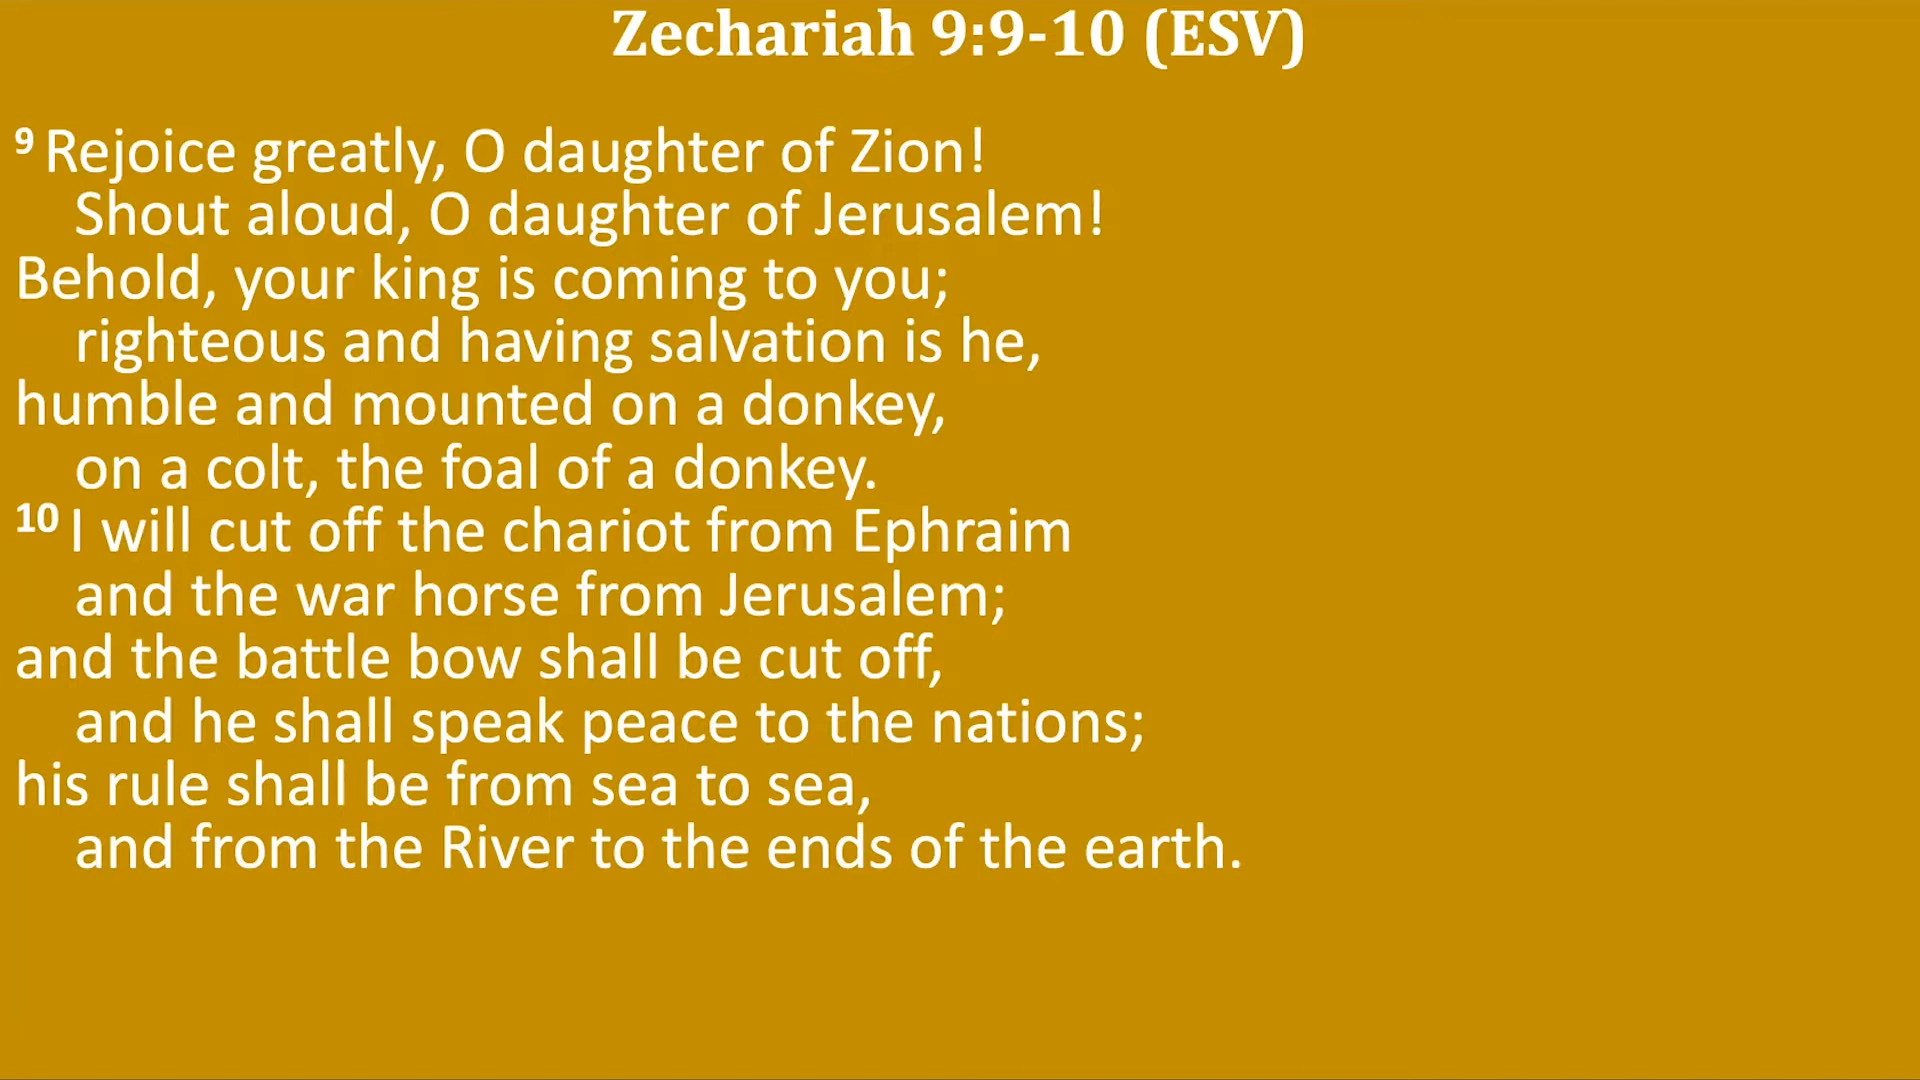 Zechariah 9:9-10 (ESV)
9 Rejoice greatly, O daughter of Zion!
Shout aloud, O daughter of Jerusalem!
Behold, your king is coming to you;
righteous and having salvation is he,
humble and mounted on a donkey,
on a colt, the foal of a donkey.
10 I will cut off the chariot from Ephraim
and the war horse from Jerusalem;
and the battle bow shall be cut off,
and he shall speak peace to the nations;
his rule shall be from sea to sea,
and from the River to the ends of the earth.